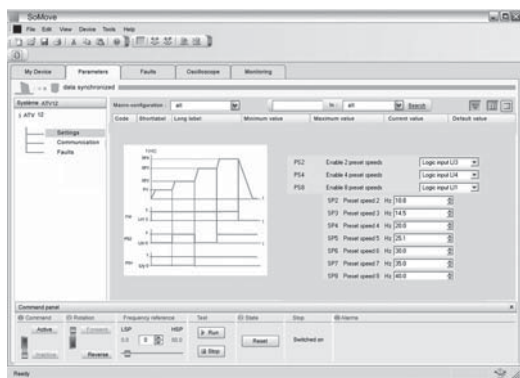 SoMove
File Edit View Device Tools Help
My Device Parameters Faults Oscilloscope Monitoring
data synchronized
Système ATV12
ATV 12
Settings
Communication
Faults
Macro-configuration : all In : all Search
Code Shortlabel Long label Minimum value Maximum value Current value Default value
PS2 Enable 2 preset speeds Logic input LI3
PS4 Enable 4 preset speeds Logic input LI4
PS8 Enable 8 preset speeds Logic input LI1
SP2 Preset speed 2 Hz 10.0
SP3 Preset speed 3 Hz 14.5
SP4 Preset speed 4 Hz 20.0
SP5 Preset speed 5 Hz 25.1
SP6 Preset speed 6 Hz 30.0
SP7 Preset speed 7 Hz 35.0
SP8 Preset speed 8 Hz 40.0
Command panel
Command Rotation Frequency reference Test State Stop Alarms
Active Forward LSP HSP Run
0.0 0 50.0 Reset Switched on
Inactive Reverse Stop
Ready